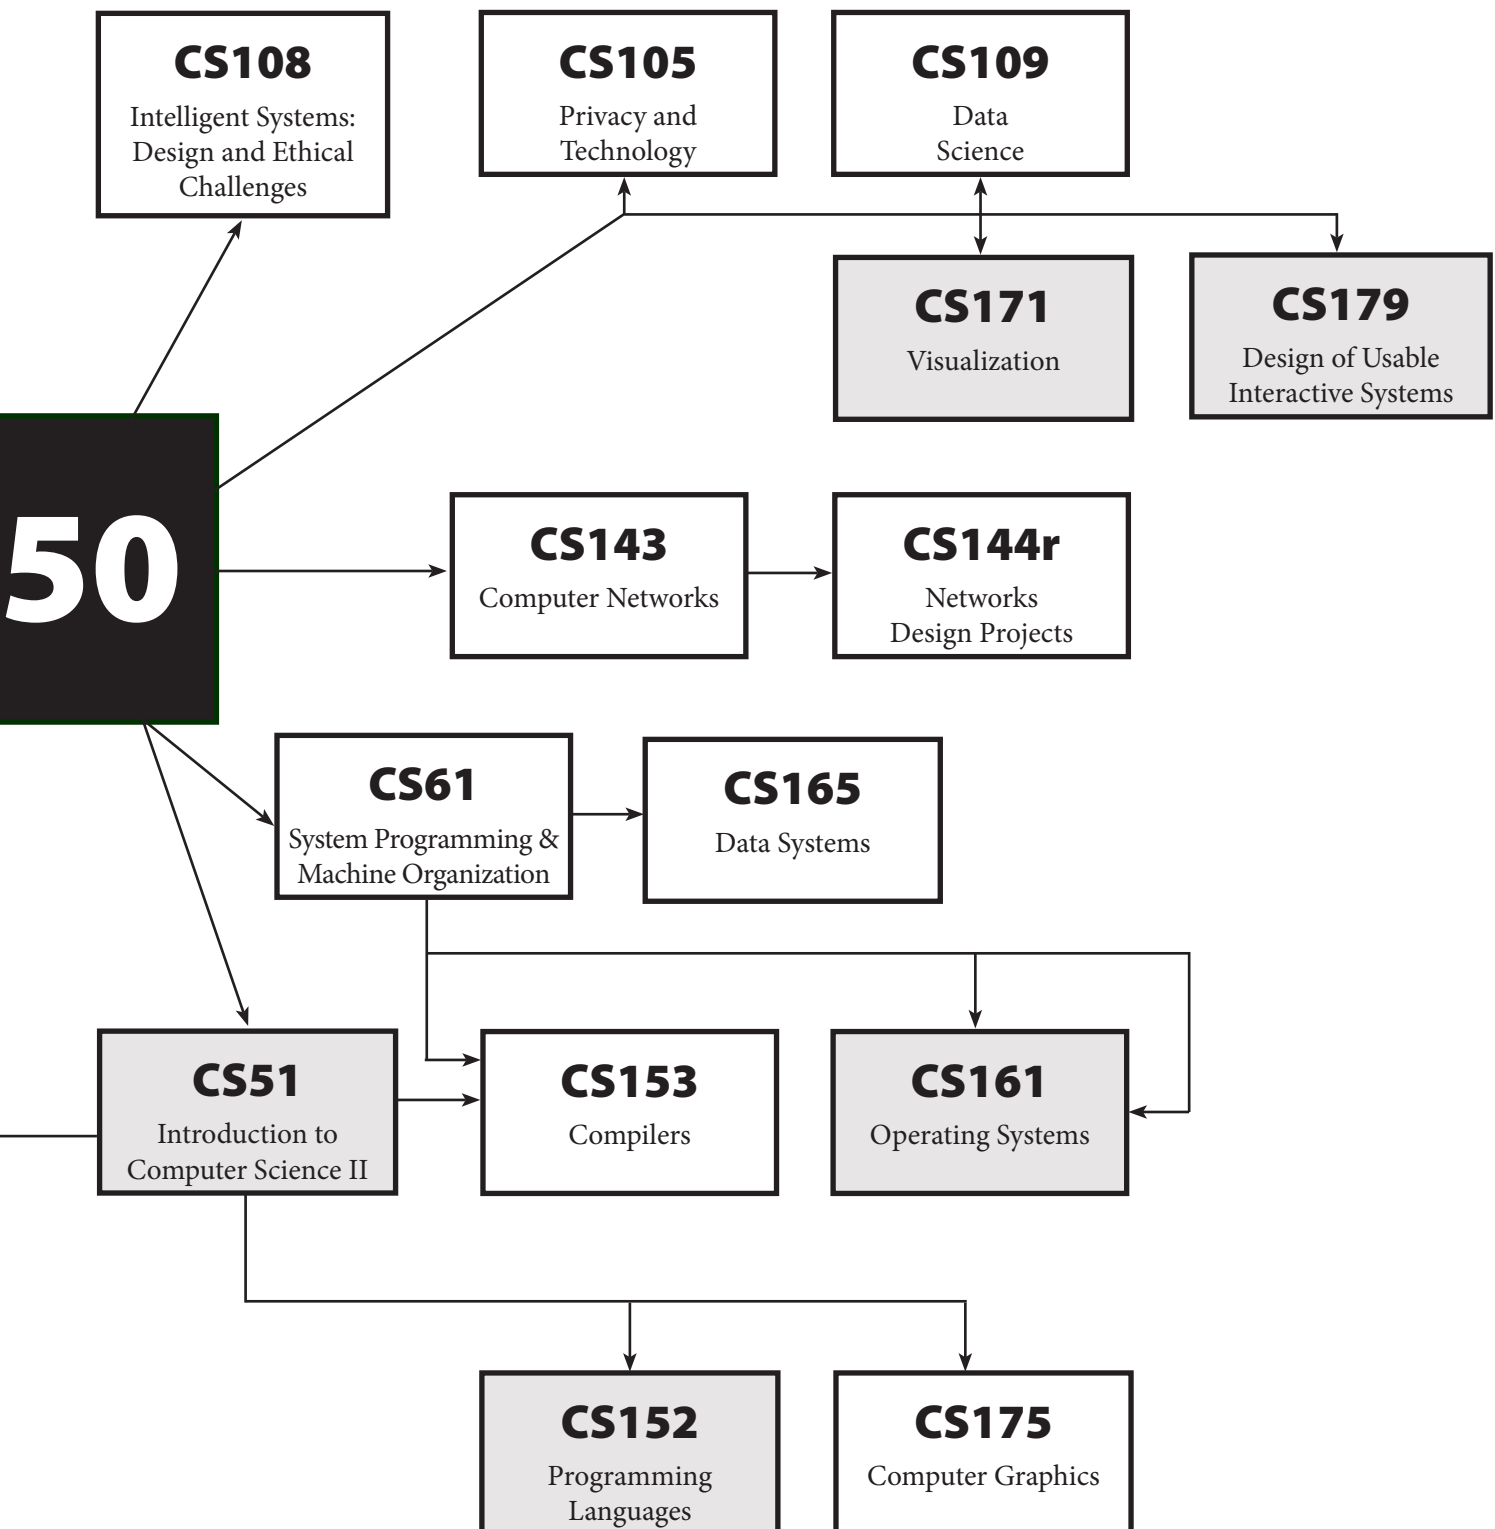 CS108
Intelligent Systems:
Design and Ethical
Challenges
CS105
Privacy and
Technology
CS109
Data
Science
CS171
Visualization
CS179
Design of Usable
Interactive Systems
50
CS143
Computer Networks
CS144r
Networks
Design Projects
CS61
System Programming &
Machine Organization
CS165
Data Systems
CS51
Introduction to
Computer Science II
CS153
Compilers
CS161
Operating Systems
CS152
Programming
Languages
CS175
Computer Graphics